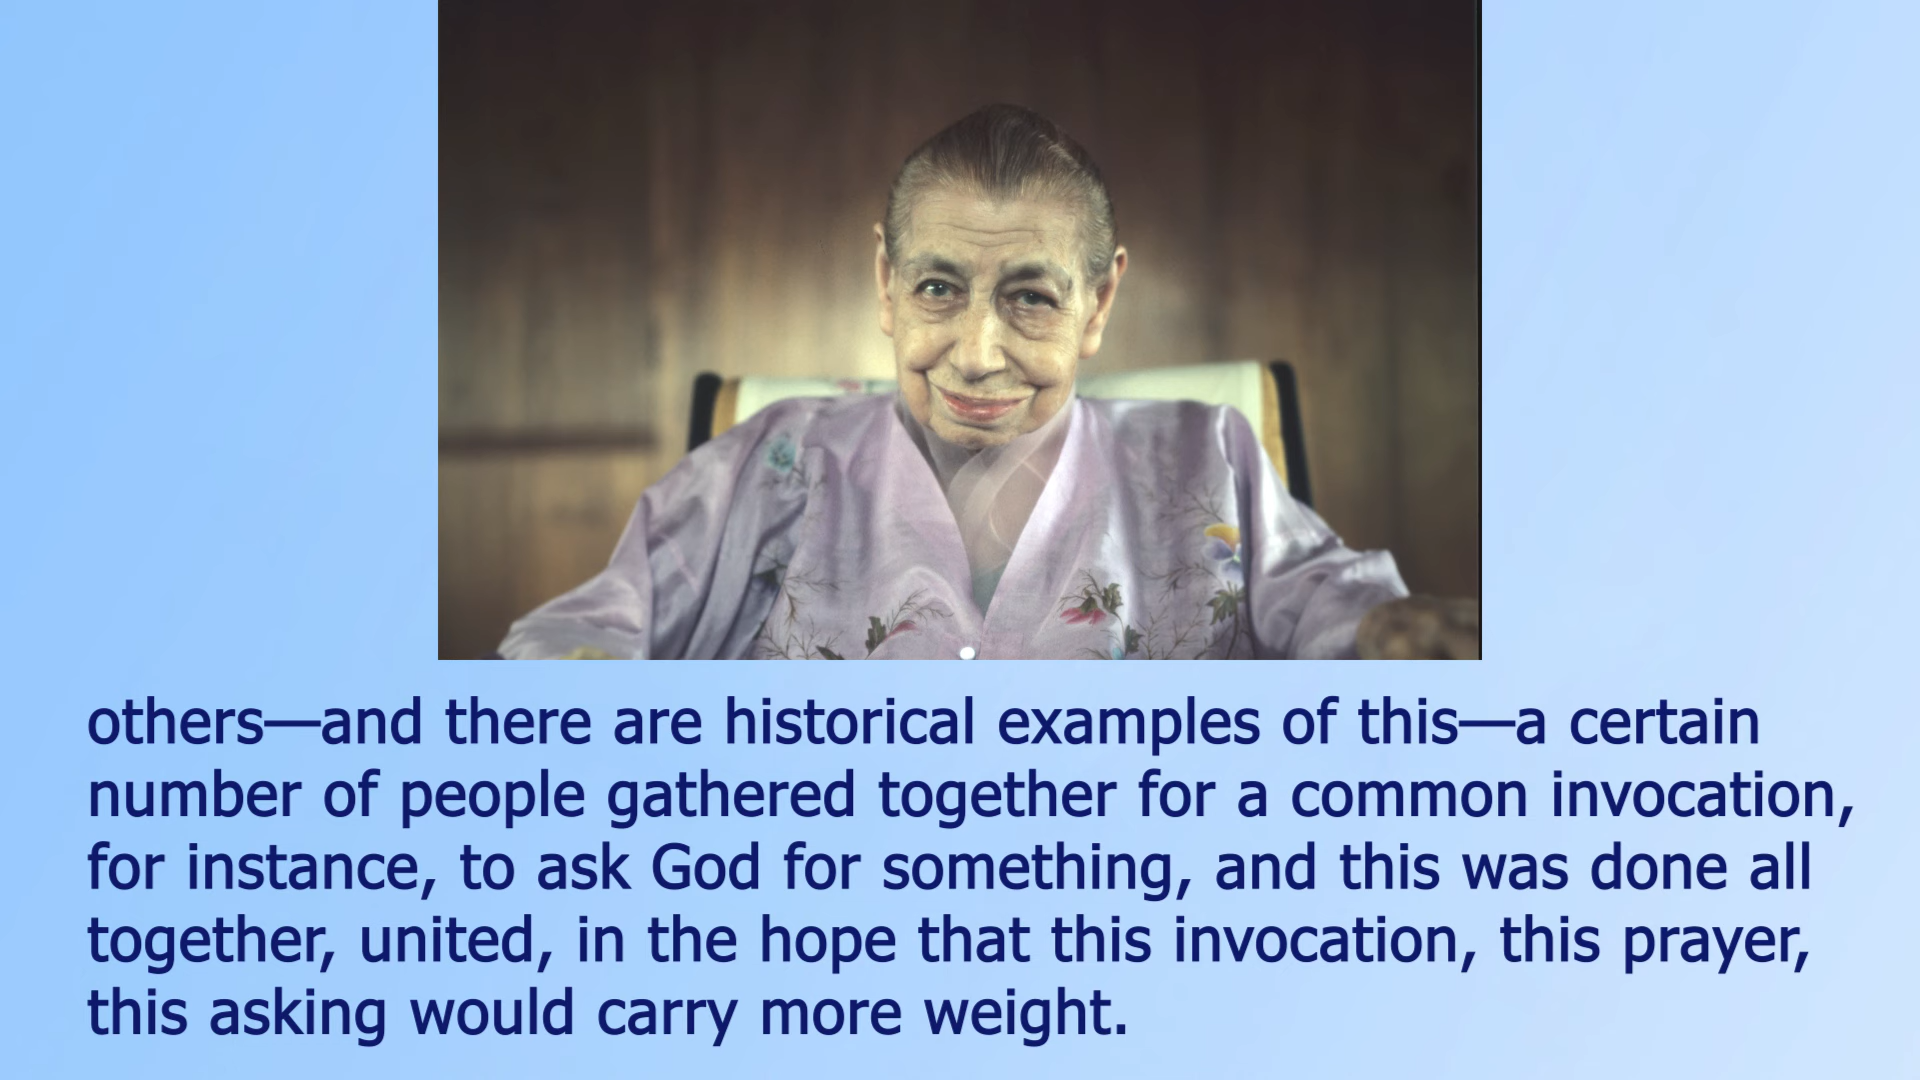 others—and there are historical examples of this—a certain
number of people gathered together for a common invocation,
for instance, to ask God for something, and this was done all
together, united, in the hope that this invocation, this prayer,
this asking would carry more weight.